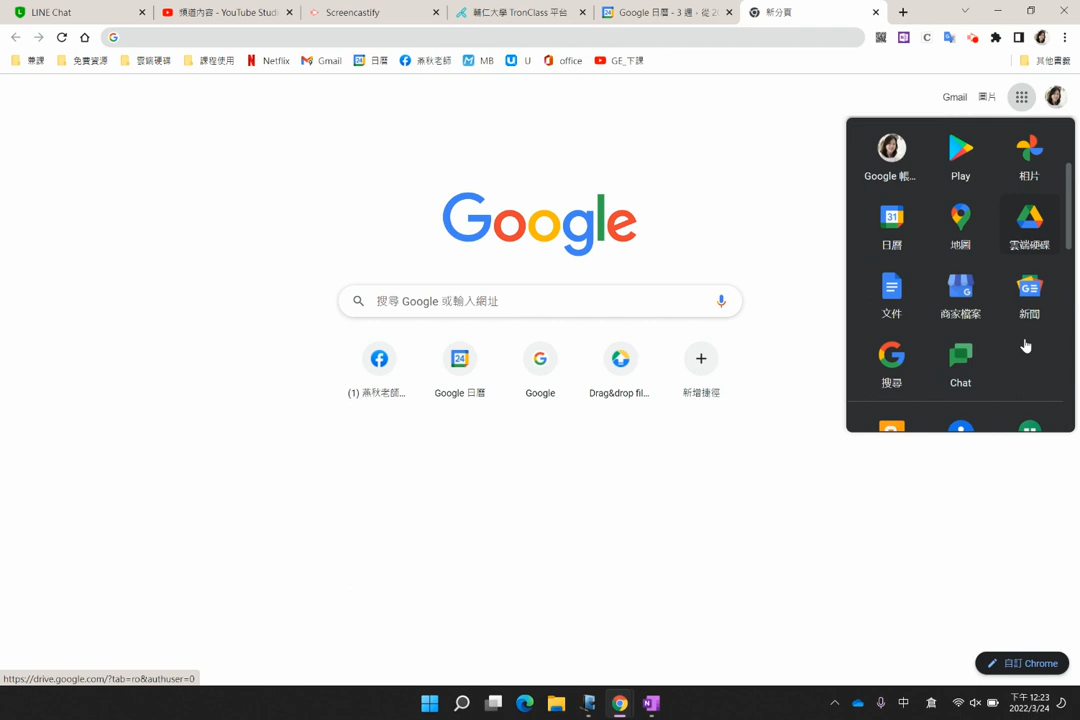 LINE Chat
頻道內容 - YouTube Studi
Screencastify
輔仁大學 TronClass 平台
Google 日曆 - 3 週，從 20
新分頁
兼課
免費資源
雲端硬碟
課程使用
Netflix
Gmail
日曆
燕秋老師
MB
U
office
GE_下課
其他書籤
Gmail
圖片
Google 帳...
Play
相片
日曆
地圖
雲端硬碟
文件
商家檔案
新聞
搜尋
Chat
Google
搜尋 Google 或輸入網址
(1) 燕秋老師...
Google 日曆
Google
Drag&drop fil...
新增捷徑
自訂 Chrome
https://drive.google.com/?tab=ro&authuser=0
中
倉
下午 12:23
2022/3/24